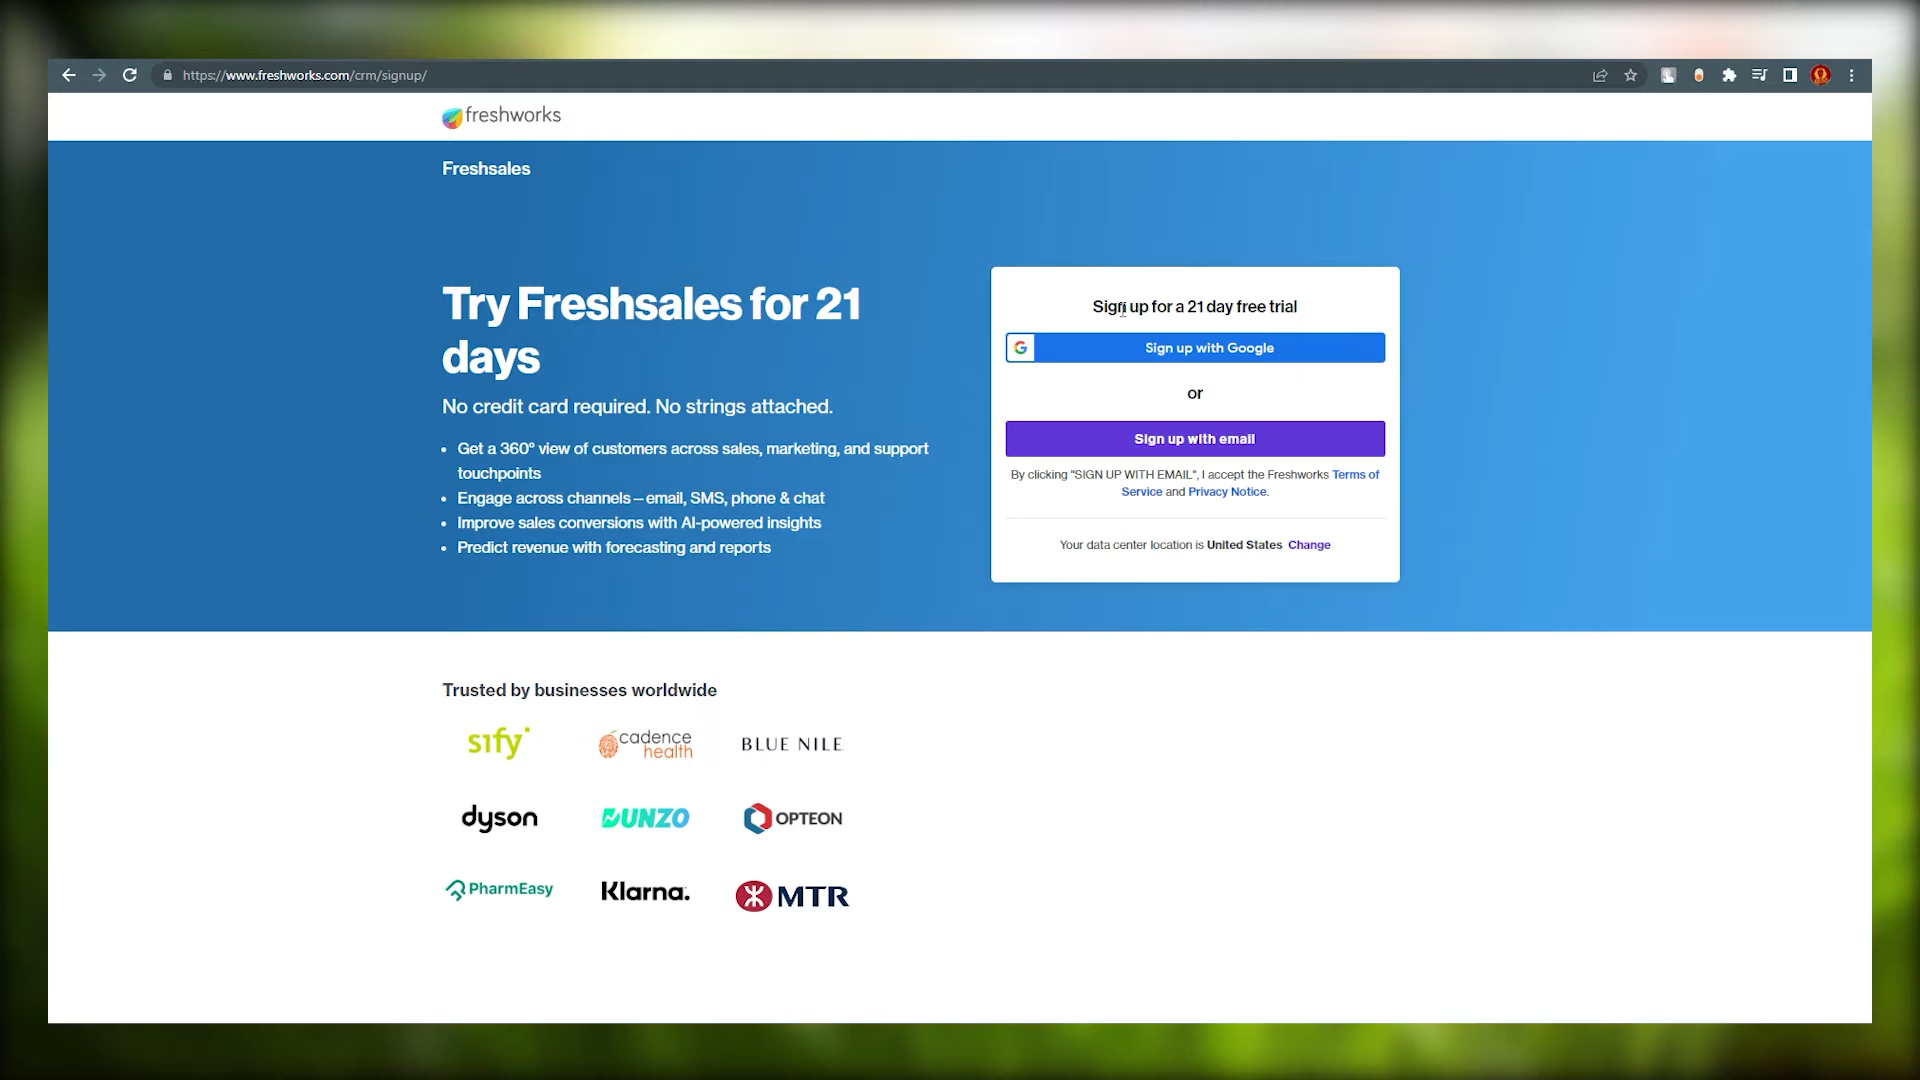 https://www.freshworks.com/crm/signup/
freshworks
Freshsales
Try Freshsales for 21
days
No credit card required. No strings attached.
• Get a 360° view of customers across sales, marketing, and support
touchpoints
• Engage across channels – email, SMS, phone & chat
• Improve sales conversions with AI-powered insights
• Predict revenue with forecasting and reports
Sign up for a 21 day free trial
G Sign up with Google
or
Sign up with email
By clicking "SIGN UP WITH EMAIL", I accept the Freshworks Terms of
Service and Privacy Notice.
Your data center location is United States Change
Trusted by businesses worldwide
sify
cadence
health
BLUE NILE
dyson
DUNZO
OPTEON
PharmEasy
Klarna.
MTR